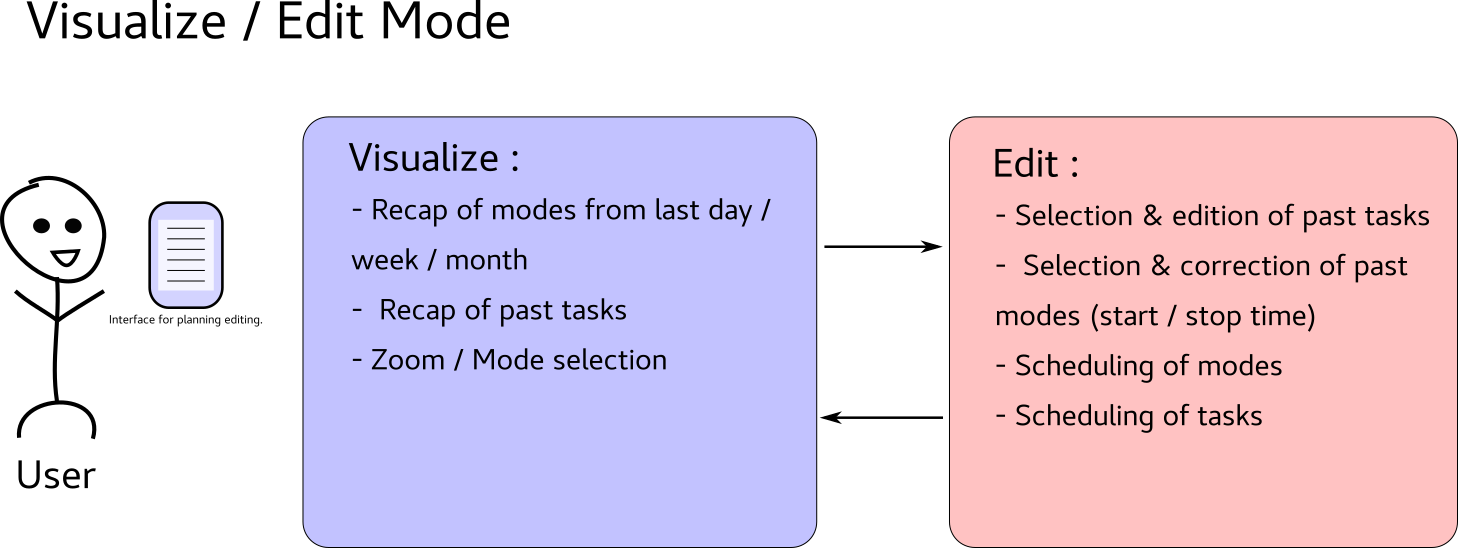 Visualize / Edit Mode
Visualize :
- Recap of modes from last day /
week / month
- Recap of past tasks
- Zoom / Mode selection
Edit :
- Selection & edition of past tasks
- Selection & correction of past
modes (start / stop time)
- Scheduling of modes
- Scheduling of tasks
Interface for planning editing.
User